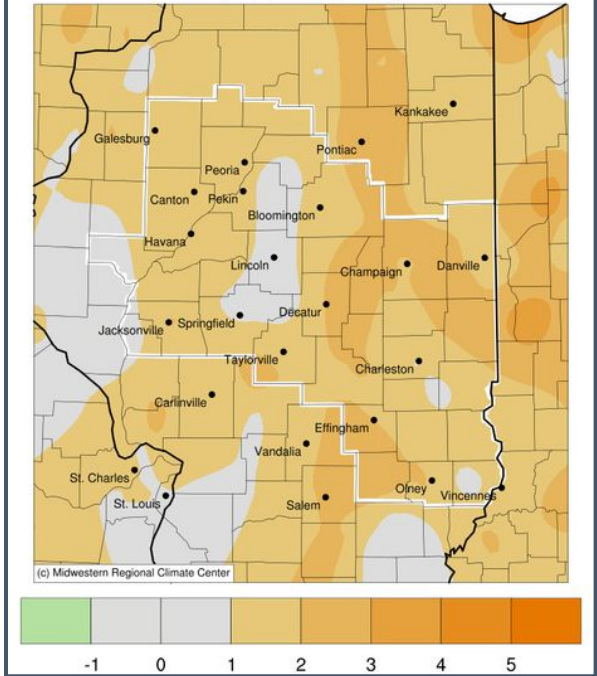 Kankakee
Galesburg
Pontiac
Peoria
Canton
Pekin
Bloomington
Havana
Lincoln
Champaign
Danville
Decatur
Jacksonville
Springfield
Taylorville
Charleston
Carlinville
Effingham
Vandalia
St. Charles
Olney
Vincennes
St. Louis
Salem
(c) Midwestern Regional Climate Center
-1 0 1 2 3 4 5